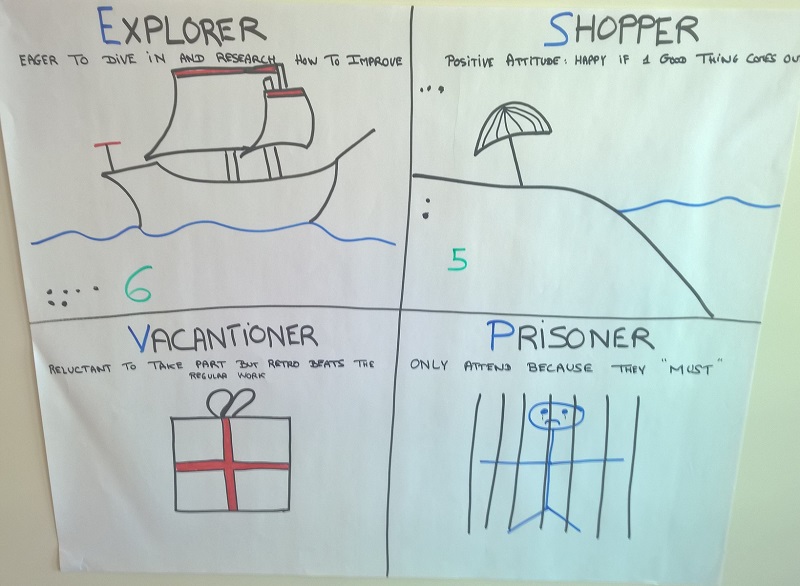 EXPLORER
EAGER TO DIVE IN AND RESEARCH HOW TO IMPROVE
6
SHOPPER
POSITIVE ATTITUDE: HAPPY IF 1 GOOD THING COMES OU
5
VACANTIONER
RELUCTANT TO TAKE PART BUT RETRO BEATS THE
REGULAR WORK
PRISONER
ONLY ATTEND BECAUSE THEY "MUST"